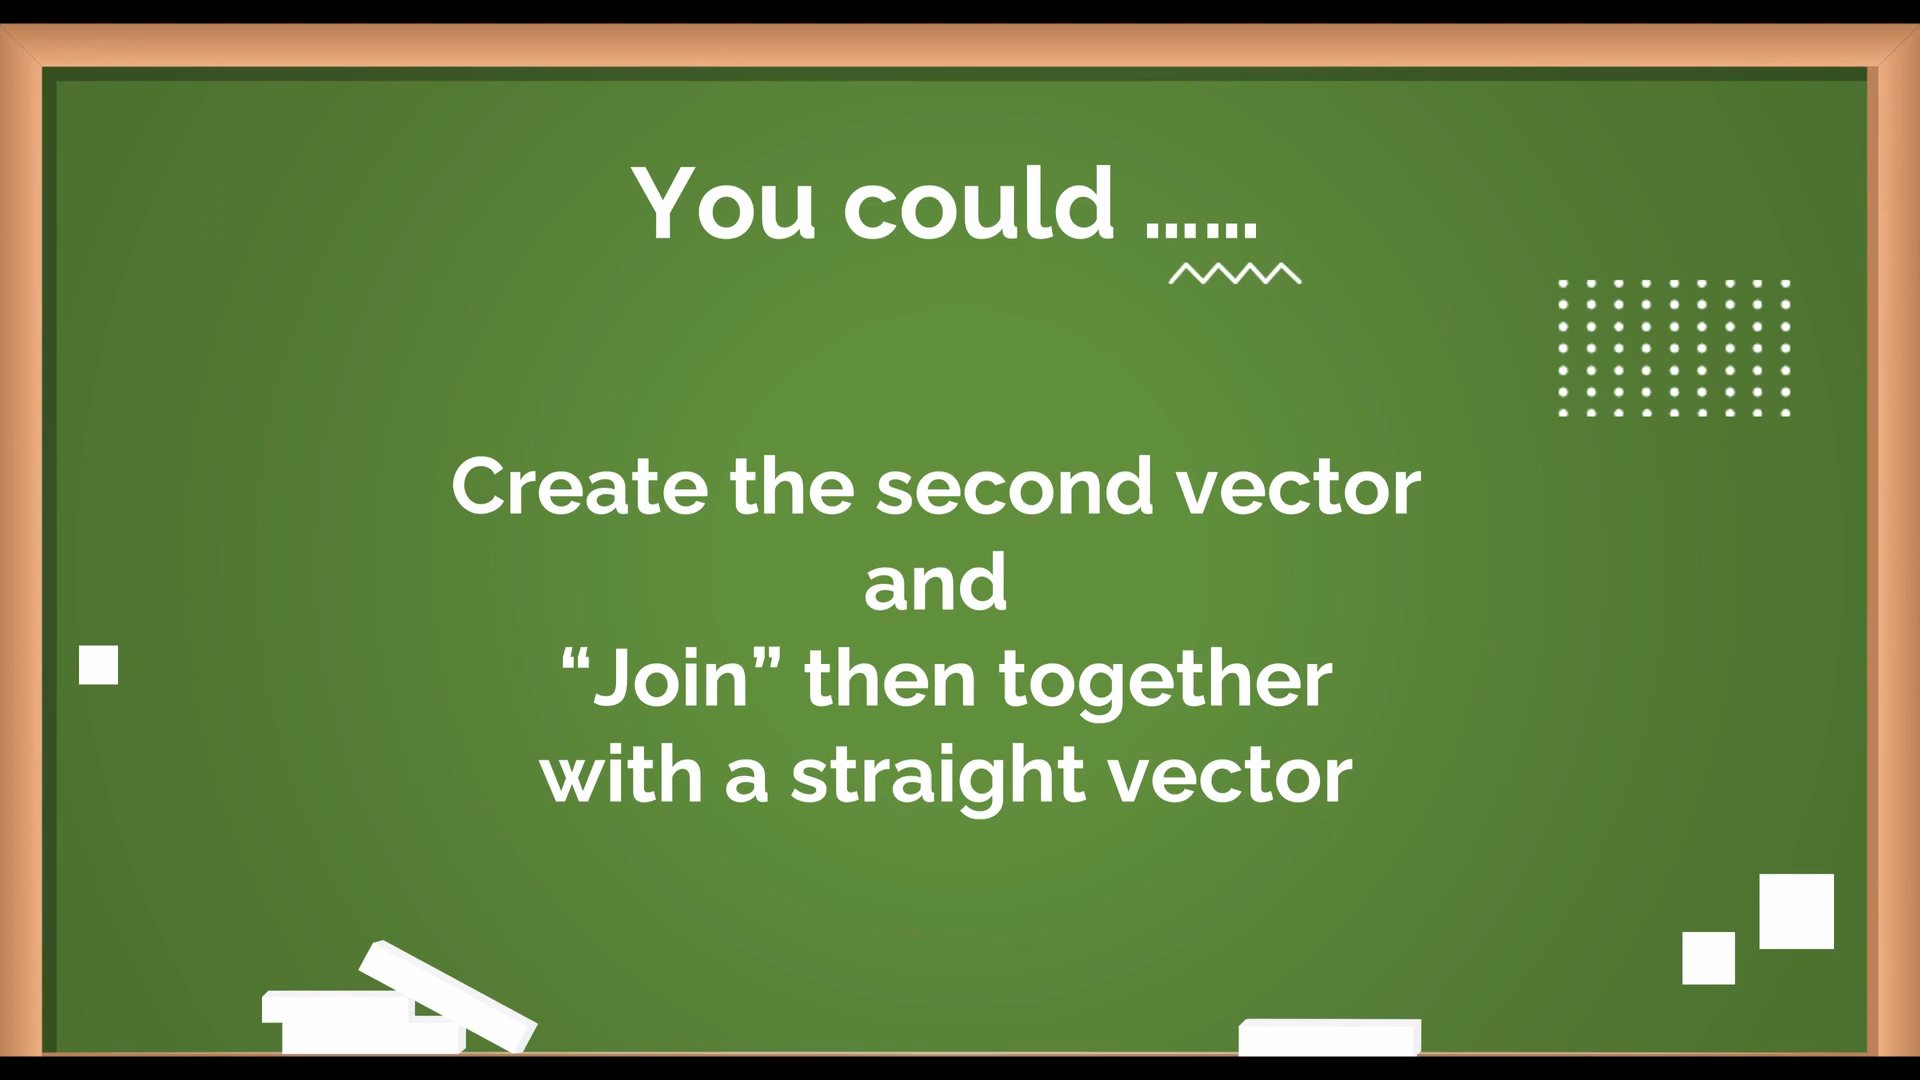 You could ......
Create the second vector
and
“Join” then together
with a straight vector